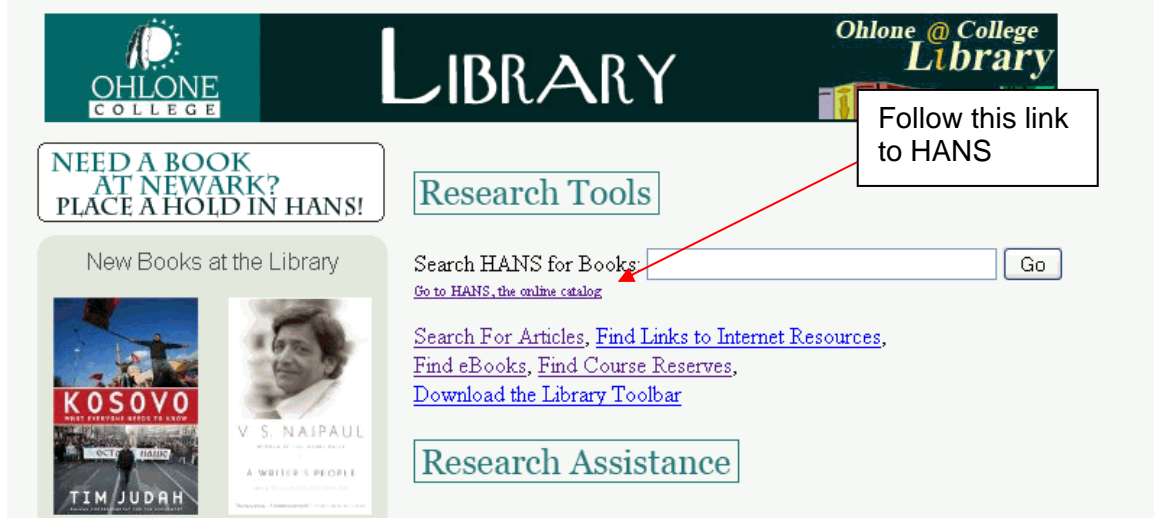 OHLONE
COLLEGE
LIBRARY
Ohlone @ College
Library
Follow this link
to HANS
NEED A BOOK
AT NEWARK?
PLACE A HOLD IN HANS!
Research Tools
New Books at the Library
Search HANS for Books:
Go
Go to HANS, the online catalog
Search For Articles, Find Links to Internet Resources,
Find eBooks, Find Course Reserves,
Download the Library Toolbar
KOSOVO
WHAT EVERYONE NEEDS TO KNOW
TIM JUDAH
V. S. NAIPAUL
A WRITER'S PEOPLE
Research Assistance